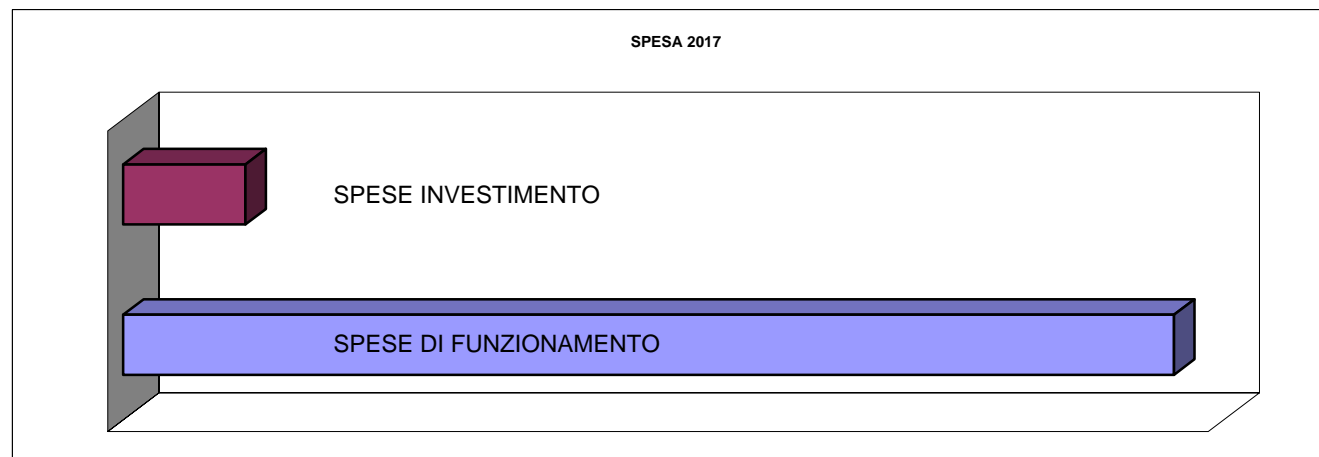 SPESA 2017
SPESE INVESTIMENTO
SPESE DI FUNZIONAMENTO